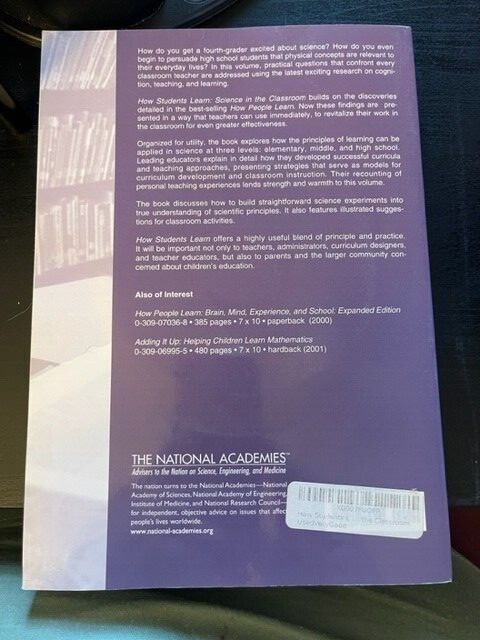 How do you get a fourth-grader excited about science? How do you even
begin to persuade high school students that physical concepts are relevant to
their everyday lives? In this volume, practical questions that confront every
classroom teacher are addressed using the latest exciting research on cogni-
tion, teaching, and learning.
How Students Learn: Science in the Classroom builds on the discoveries
detailed in the best-selling How People Learn. Now these findings are pre-
sented in a way that teachers can use immediately, to revitalize their work in
the classroom for even greater effectiveness.
Organized for utility, the book explores how the principles of learning can be
applied in science at three levels: elementary, middle, and high school.
Leading educators explain in detail how they developed successful curricula
and teaching approaches, presenting strategies that serve as models for
curriculum development and classroom instruction. Their recounting of
personal teaching experiences lends strength and warmth to this volume.
The book discusses how to build straightforward science experiments into
true understanding of scientific principles. It also features illustrated sugges-
tions for classroom activities.
How Students Learn offers a highly useful blend of principle and practice.
It will be important not only to teachers, administrators, curriculum designers,
and teacher educators, but also to parents and the larger community con-
cerned about children's education.
Also of Interest
How People Learn: Brain, Mind, Experience, and School: Expanded Edition
0-309-07036-8 • 385 pages • 7 x 10 • paperback (2000)
Adding It Up: Helping Children Learn Mathematics
0-309-06995-5 • 480 pages • 7 x 10 • hardback (2001)
THE NATIONAL ACADEMIES™
Advisers to the Nation on Science, Engineering, and Medicine
The nation turns to the National Academies—National
Academy of Sciences, National Academy of Engineering,
Institute of Medicine, and National Research Council—
for independent, objective advice on issues that affect
people's lives worldwide.
www.national-academies.org
How Students the Classroom
Used/VeryGood